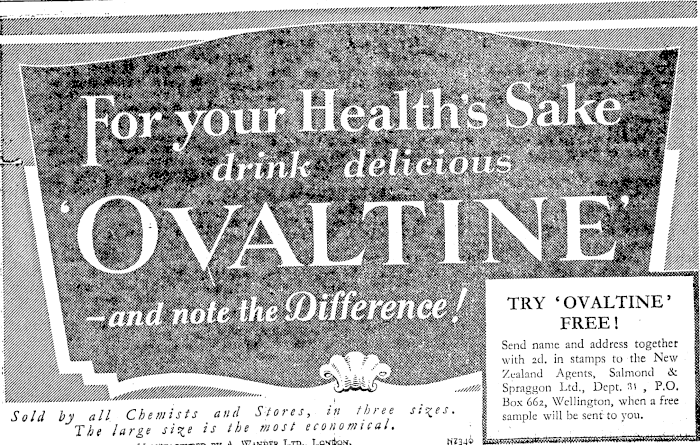 For your Health's Sake
drink delicious
'OVALTINE'
—and note the Difference!
TRY 'OVALTINE'
FREE!
Send name and address together
with 2d. in stamps to the New
Zealand Agents, Salmond &
Spraggon Ltd., Dept. 31 , P.O.
Box 662, Wellington, when a free
sample will be sent to you.
Sold by all Chemists and Stores, in three sizes.
The large size is the most economical.
BY A. WANDER LTD. LONDON.
NZ346